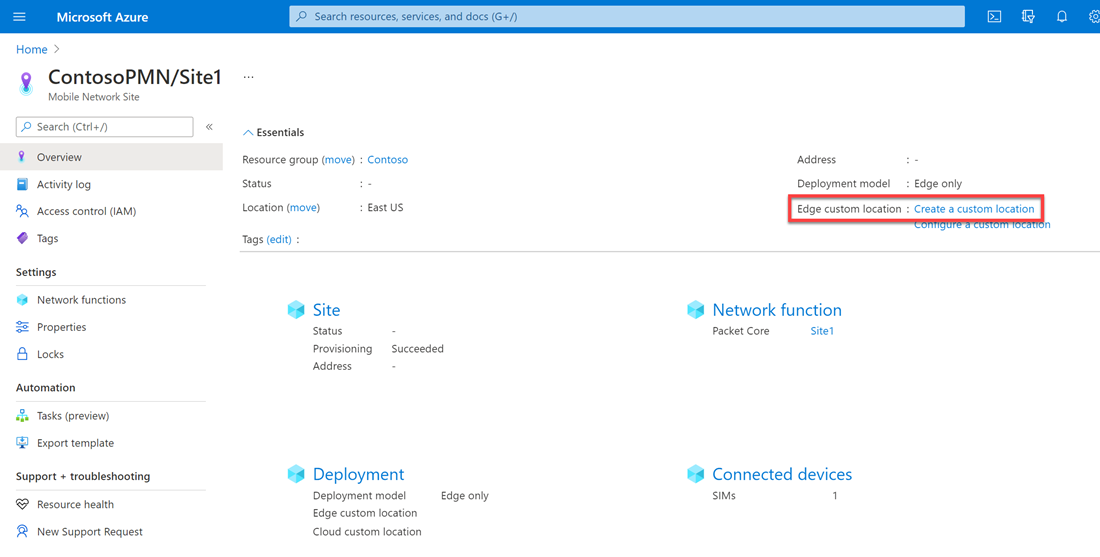 Microsoft Azure
Search resources, services, and docs (G+/)
Home
ContosoPMN/Site1 ...
Mobile Network Site
Search (Ctrl+/) «
Overview
Activity log
Access control (IAM)
Tags
Settings
Network functions
Properties
Locks
Automation
Tasks (preview)
Export template
Support + troubleshooting
Resource health
New Support Request
Essentials
Resource group (move) : Contoso
Status : -
Location (move) : East US
Tags (edit) :
Address : -
Deployment model : Edge only
Edge custom location : Create a custom location
Configure a custom location
Site
Status -
Provisioning Succeeded
Address -
Network function
Packet Core Site1
Deployment
Deployment model Edge only
Edge custom location
Cloud custom location
Connected devices
SIMs 1